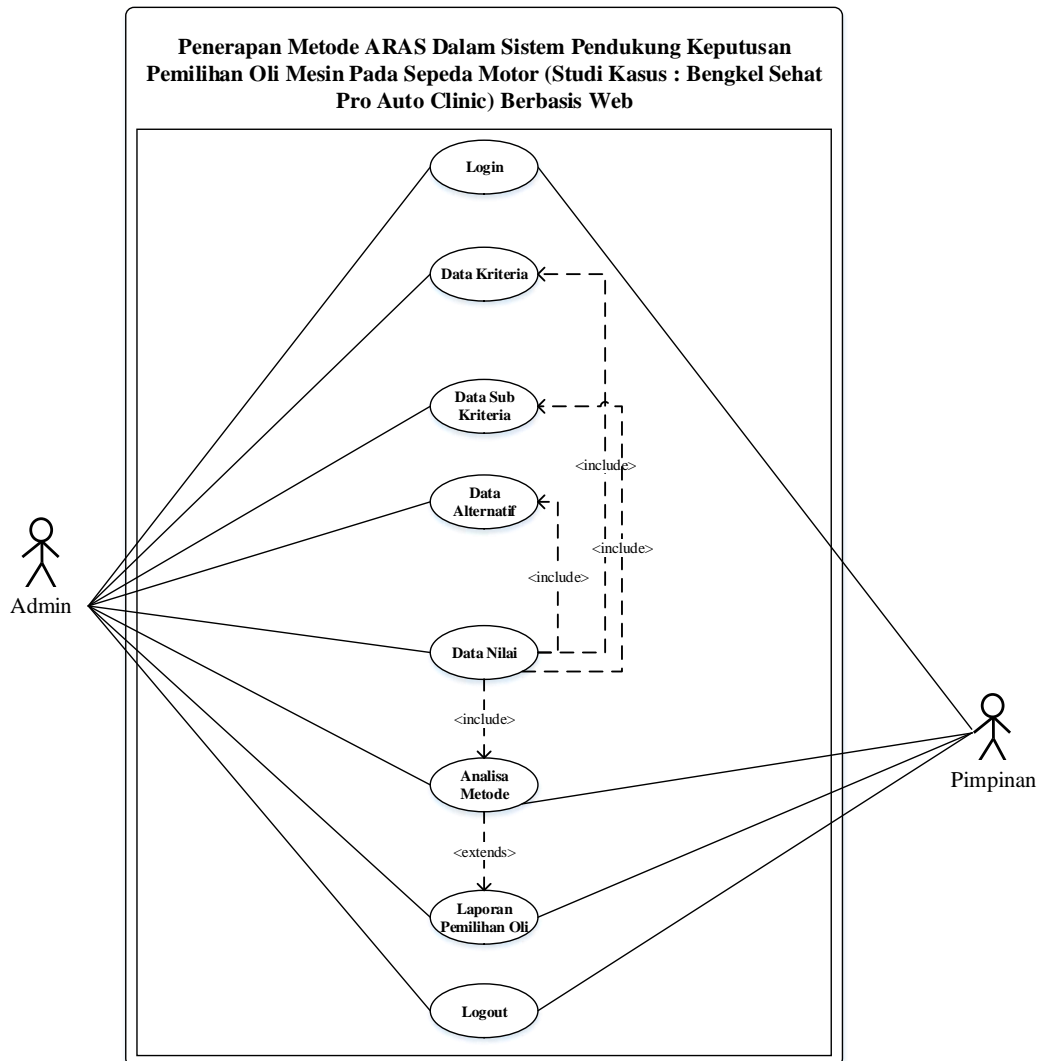 Penerapan Metode ARAS Dalam Sistem Pendukung Keputusan
Pemilihan Oli Mesin Pada Sepeda Motor (Studi Kasus : Bengkel Sehat
Pro Auto Clinic) Berbasis Web
Login
Data Kriteria
Data Sub
Kriteria
<include>
Data
Alternatif
<include>
<include>
Admin
Data Nilai
<include>
Analisa
Metode
Pimpinan
<extends>
Laporan
Pemilihan Oli
Logout